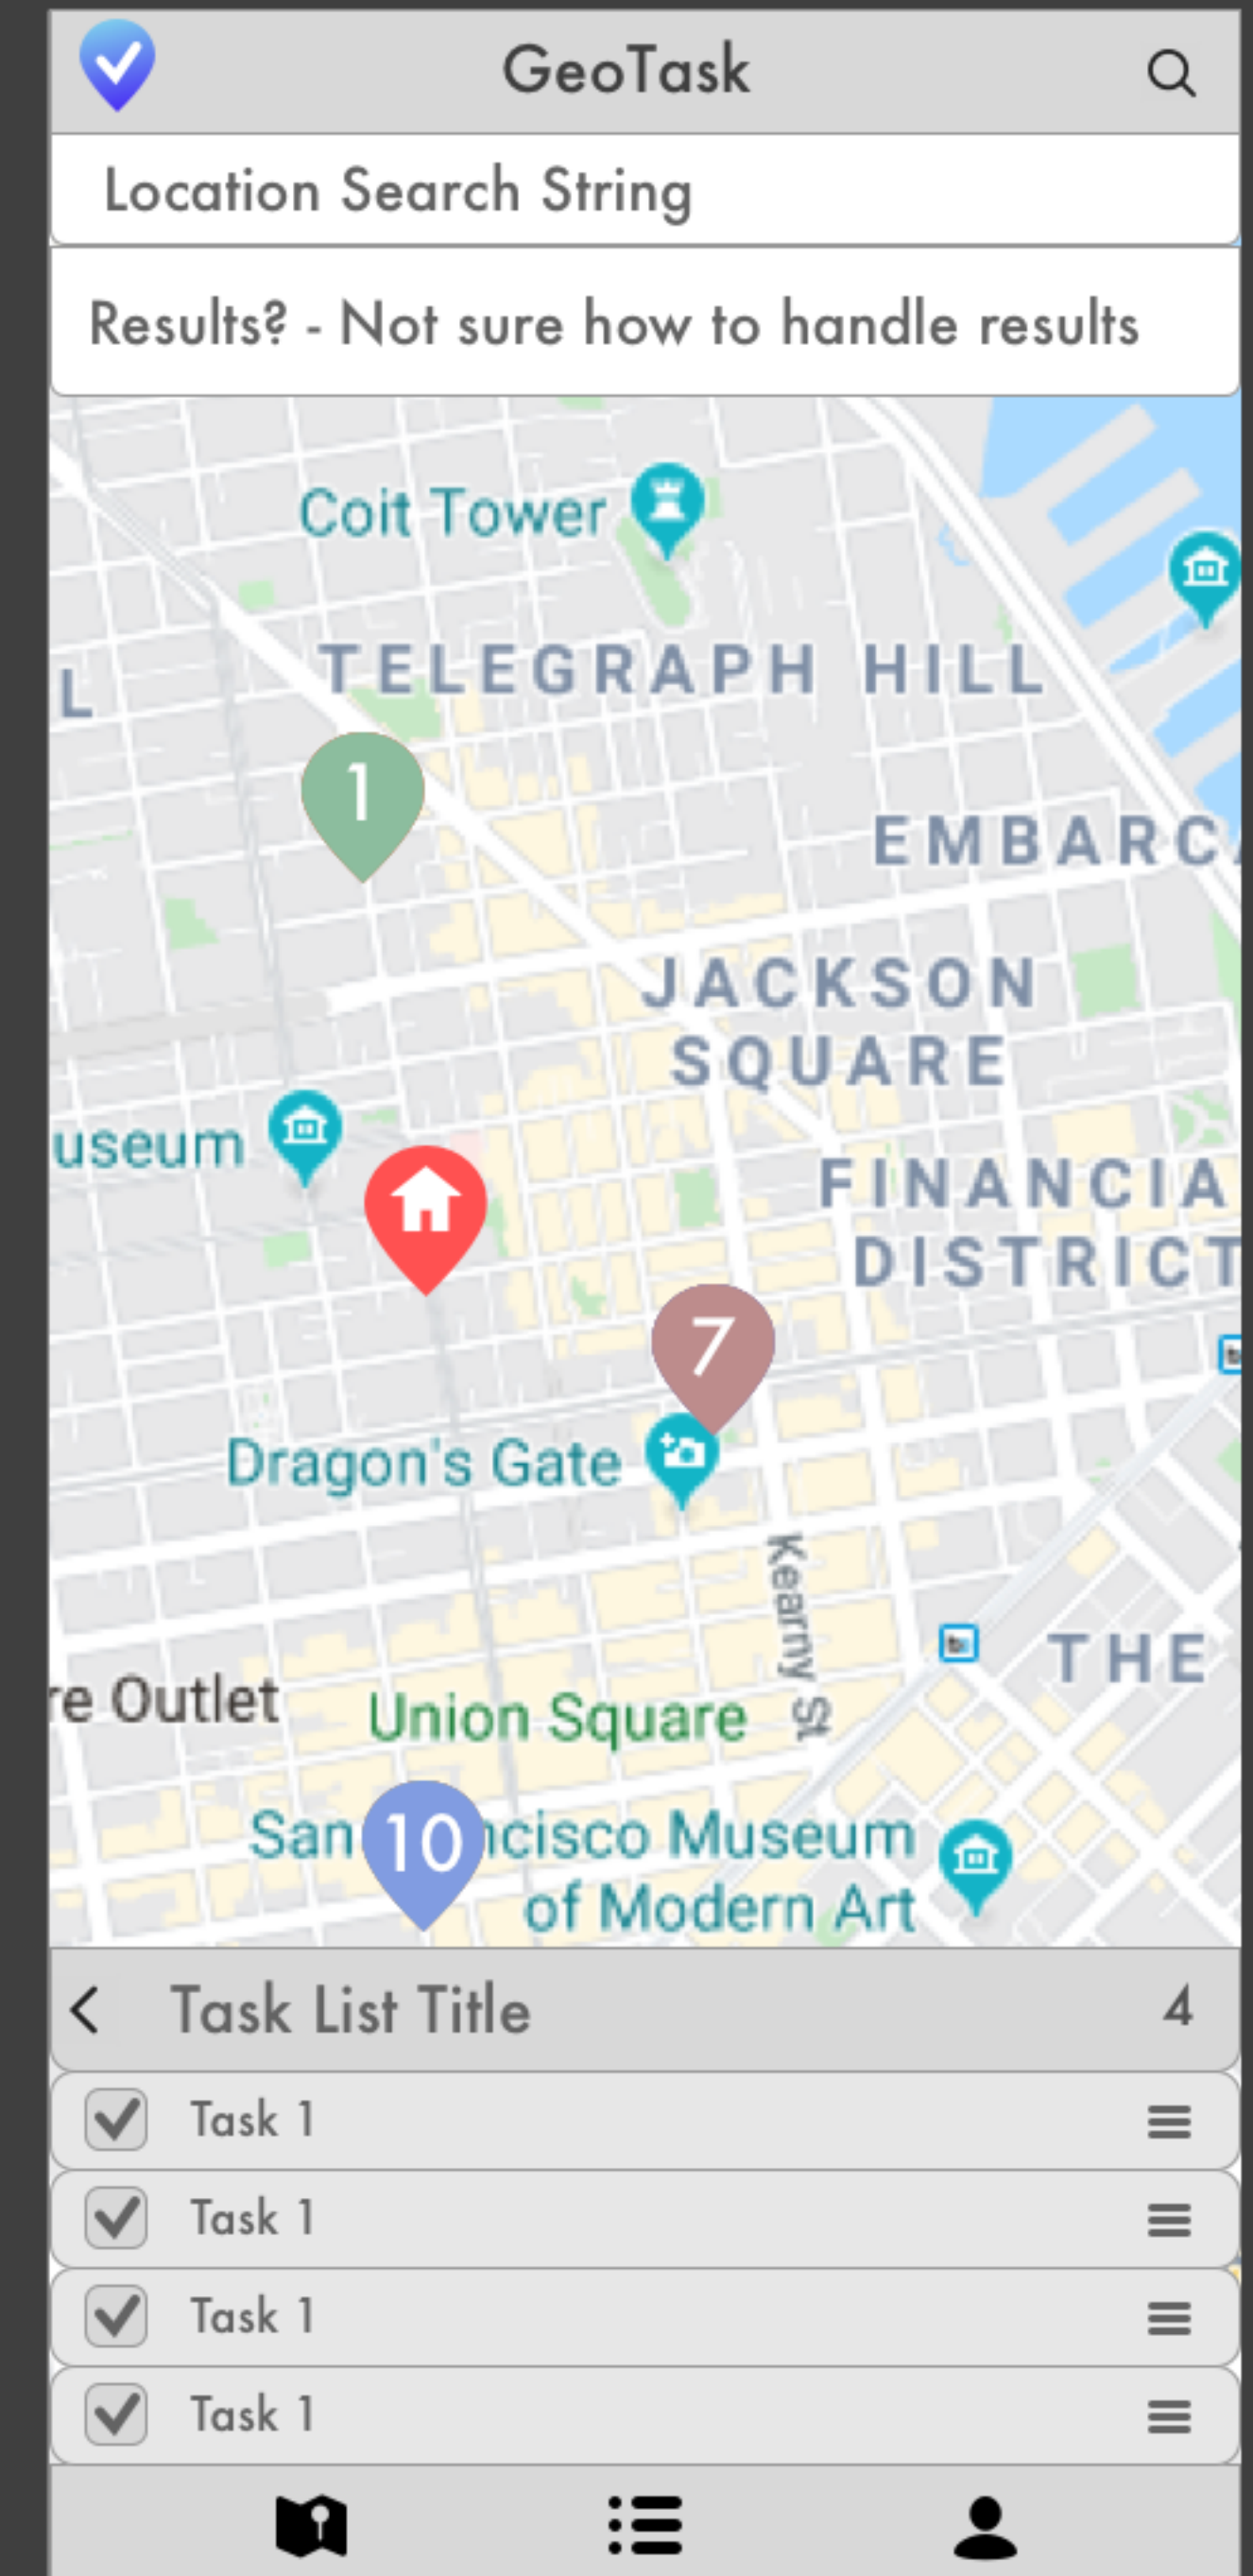 GeoTask
Location Search String
Results? - Not sure how to handle results
Coit Tower
TELEGRAPH HILL
L
1
EMBARC
JACKSON
SQUARE
useum
FINANCIA
DISTRICT
7
Dragon's Gate
Kearny St
THE
re Outlet
Union Square
San ncisco Museum
10
of Modern Art
Task List Title
4
Task 1
Task 1
Task 1
Task 1